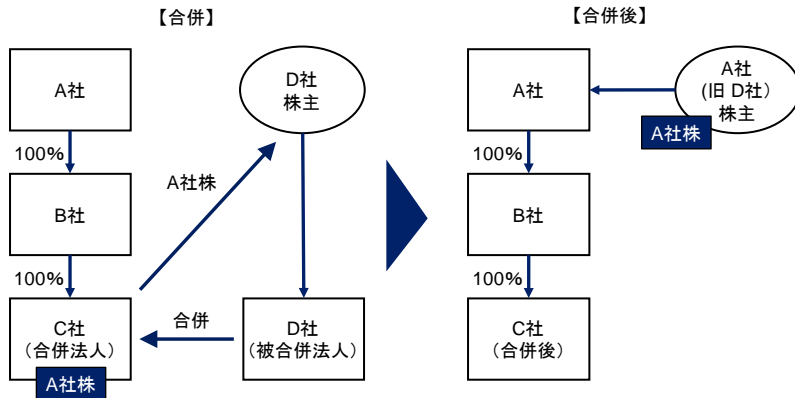 【合併】
A社
D社
株主
100%
A社株
B社
100%
合併
C社
（合併法人）
A社株
D社
（被合併法人）
【合併後】
A社
A社
(旧 D社）
株主
A社株
100%
B社
100%
C社
（合併後）